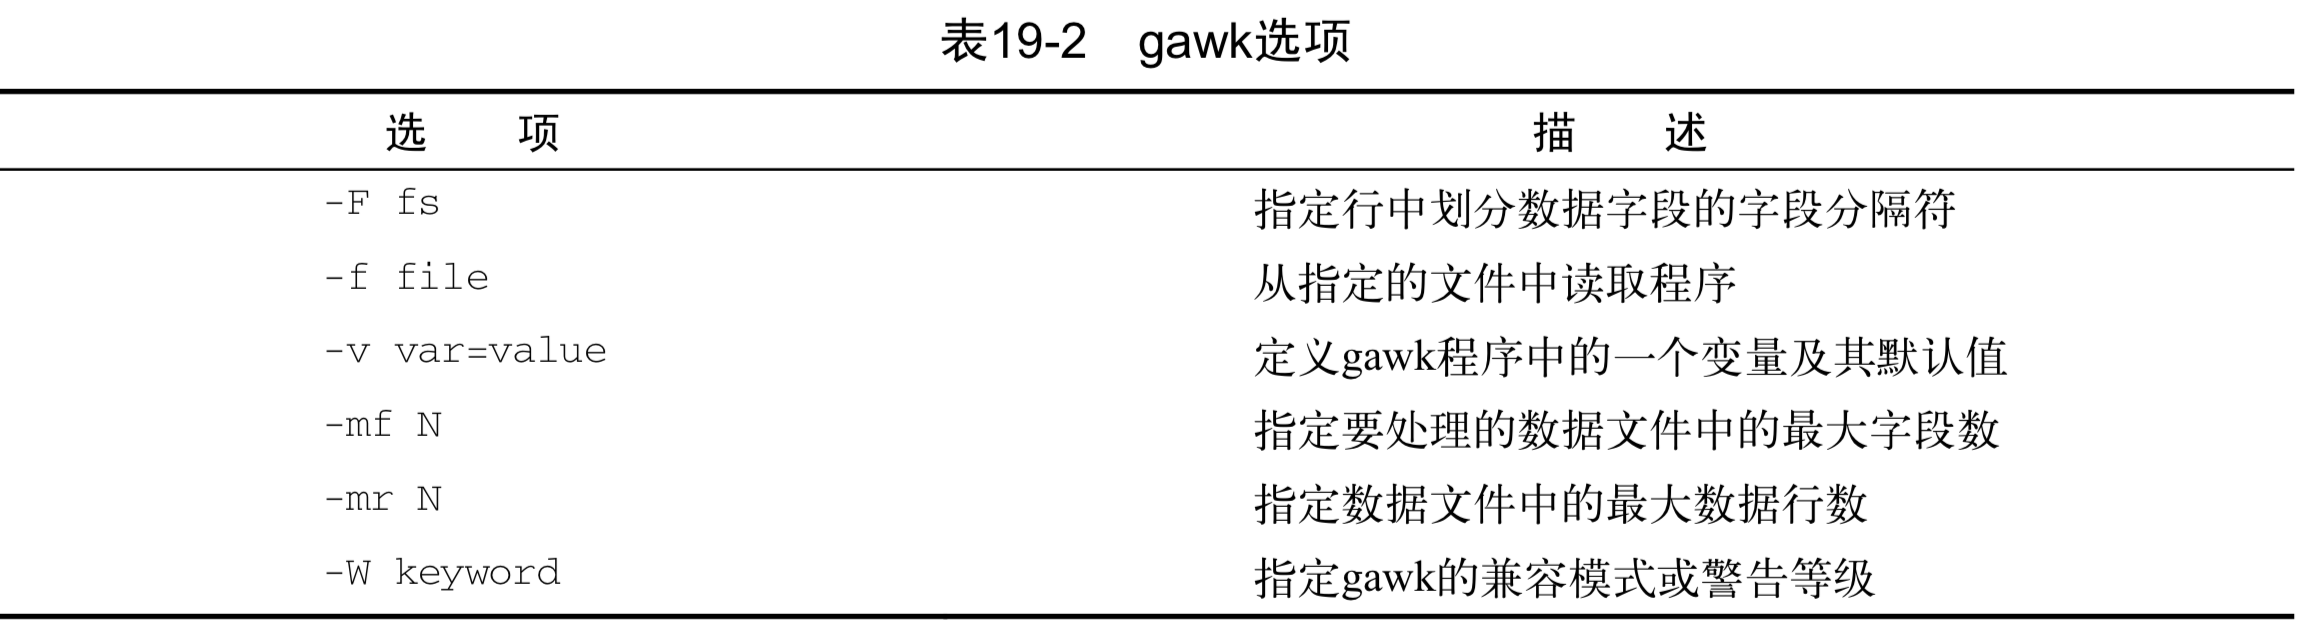 表19-2 gawk选项
选 项 描 述
-F fs 指定行中划分数据字段的字段分隔符
-f file 从指定的文件中读取程序
-v var=value 定义gawk程序中的一个变量及其默认值
-mf N 指定要处理的数据文件中的最大字段数
-mr N 指定数据文件中的最大数据行数
-W keyword 指定gawk的兼容模式或警告等级